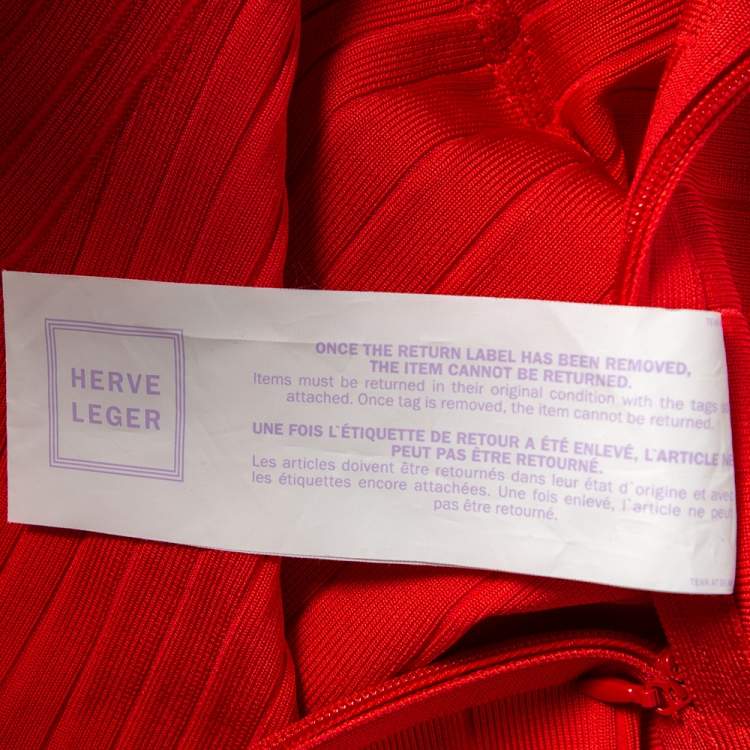 HERVE
LEGER
ONCE THE RETURN LABEL HAS BEEN REMOVED,
THE ITEM CANNOT BE RETURNED.
Items must be returned in their original condition with the tags
attached. Once tag is removed, the item cannot be returned.
UNE FOIS L`ÉTIQUETTE DE RETOUR A ÉTÉ ENLEVÉ, L`ARTICLE NE
PEUT PAS ÊTRE RETOURNÉ.
Les articles doivent être retournés dans leur état d`origine et avec
les étiquettes encore attachées. Une fois enlevé, l`article ne peut
pas être retourné.